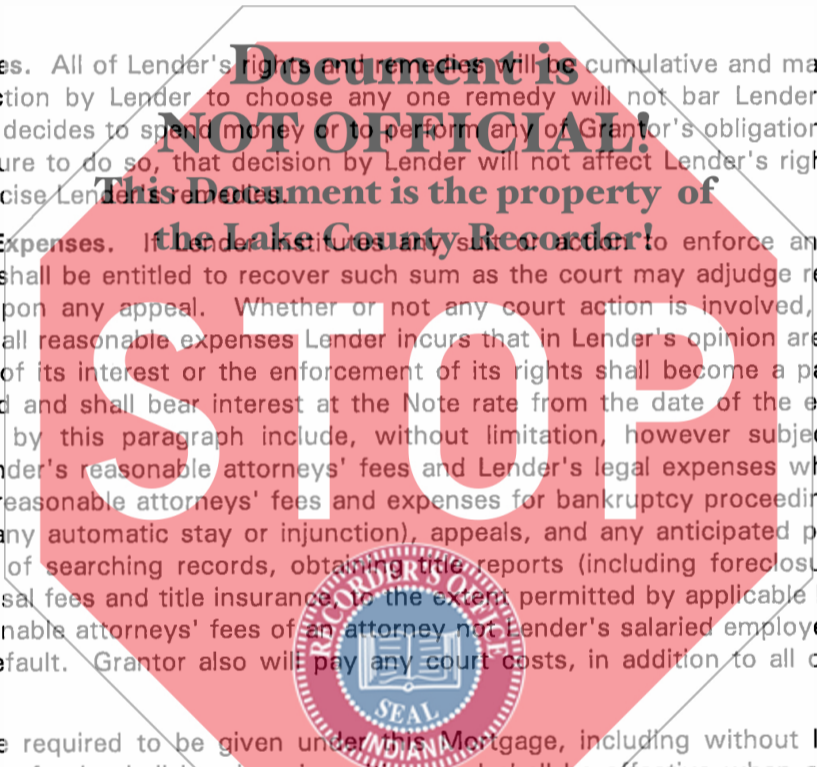 Document is
NOT OFFICIAL!
This Document is the property of
the Lake County Recorder!
STOP
RECORDER'S OFFICE
SEAL
INDIANA
es. All of Lender's rights and remedies will be cumulative and ma
ction by Lender to choose any one remedy will not bar Lender
decides to spend money or to perform any of Grantor's obligation
ure to do so, that decision by Lender will not affect Lender's righ
cise Lender's remedies.
Expenses. If Lender institutes any suit or action to enforce an
shall be entitled to recover such sum as the court may adjudge re
pon any appeal. Whether or not any court action is involved,
all reasonable expenses Lender incurs that in Lender's opinion are
of its interest or the enforcement of its rights shall become a pa
d and shall bear interest at the Note rate from the date of the e
by this paragraph include, without limitation, however subjec
nder's reasonable attorneys' fees and Lender's legal expenses wh
reasonable attorneys' fees and expenses for bankruptcy proceedin
any automatic stay or injunction), appeals, and any anticipated p
of searching records, obtaining title reports (including foreclosu
sal fees and title insurance, to the extent permitted by applicable
nable attorneys' fees of an attorney not Lender's salaried employe
efault. Grantor also will pay any court costs, in addition to all o
e required to be given under this Mortgage, including without l